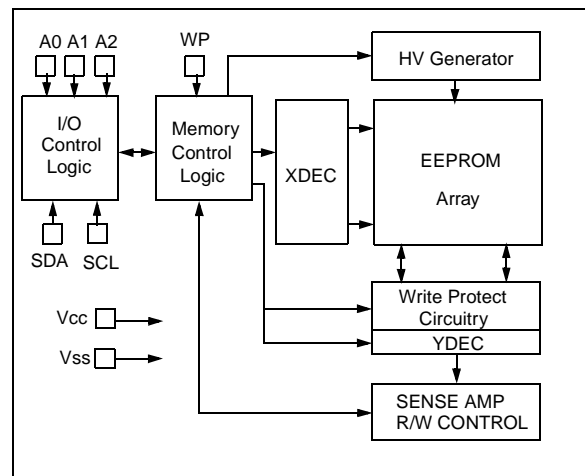 A0 A1 A2
WP
HV Generator
I/O
Control
Logic
Memory
Control
Logic
XDEC
EEPROM
Array
SDA
SCL
Write Protect
Circuitry
YDEC
Vcc
Vss
SENSE AMP
R/W CONTROL